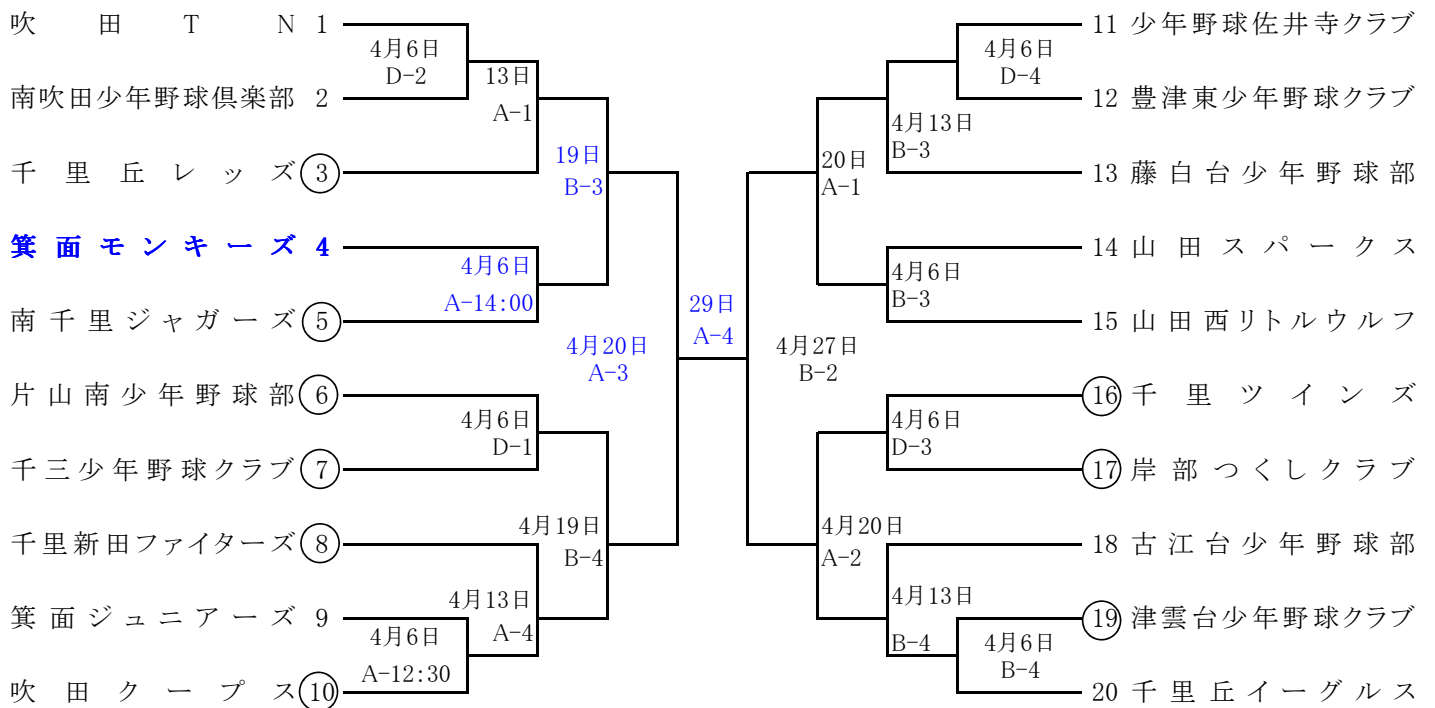 吹田TN 1
4月6日
D-2
南吹田少年野球倶楽部 2
13日
A-1
千里丘レッズ ③
19日
B-3
箕面モンキーズ 4
4月6日
A-14:00
南千里ジャガーズ ⑤
4月20日
A-3
片山南少年野球部 ⑥
4月6日
D-1
千三少年野球クラブ ⑦
千里新田ファイターズ ⑧
4月19日
B-4
箕面ジュニアーズ 9
4月13日
A-4
4月6日
A-12:30
吹田クープス ⑩
29日
A-4
11 少年野球佐井寺クラブ
4月6日
D-4
12 豊津東少年野球クラブ
4月13日
B-3
13 藤白台少年野球部
20日
A-1
14 山田スパークス
4月6日
B-3
15 山田西リトルウルフ
4月27日
B-2
⑯ 千里ツインズ
4月6日
D-3
⑰ 岸部つくしクラブ
4月20日
A-2
18 古江台少年野球部
4月13日
B-4
⑲ 津雲台少年野球クラブ
4月6日
B-4
20 千里丘イーグルス